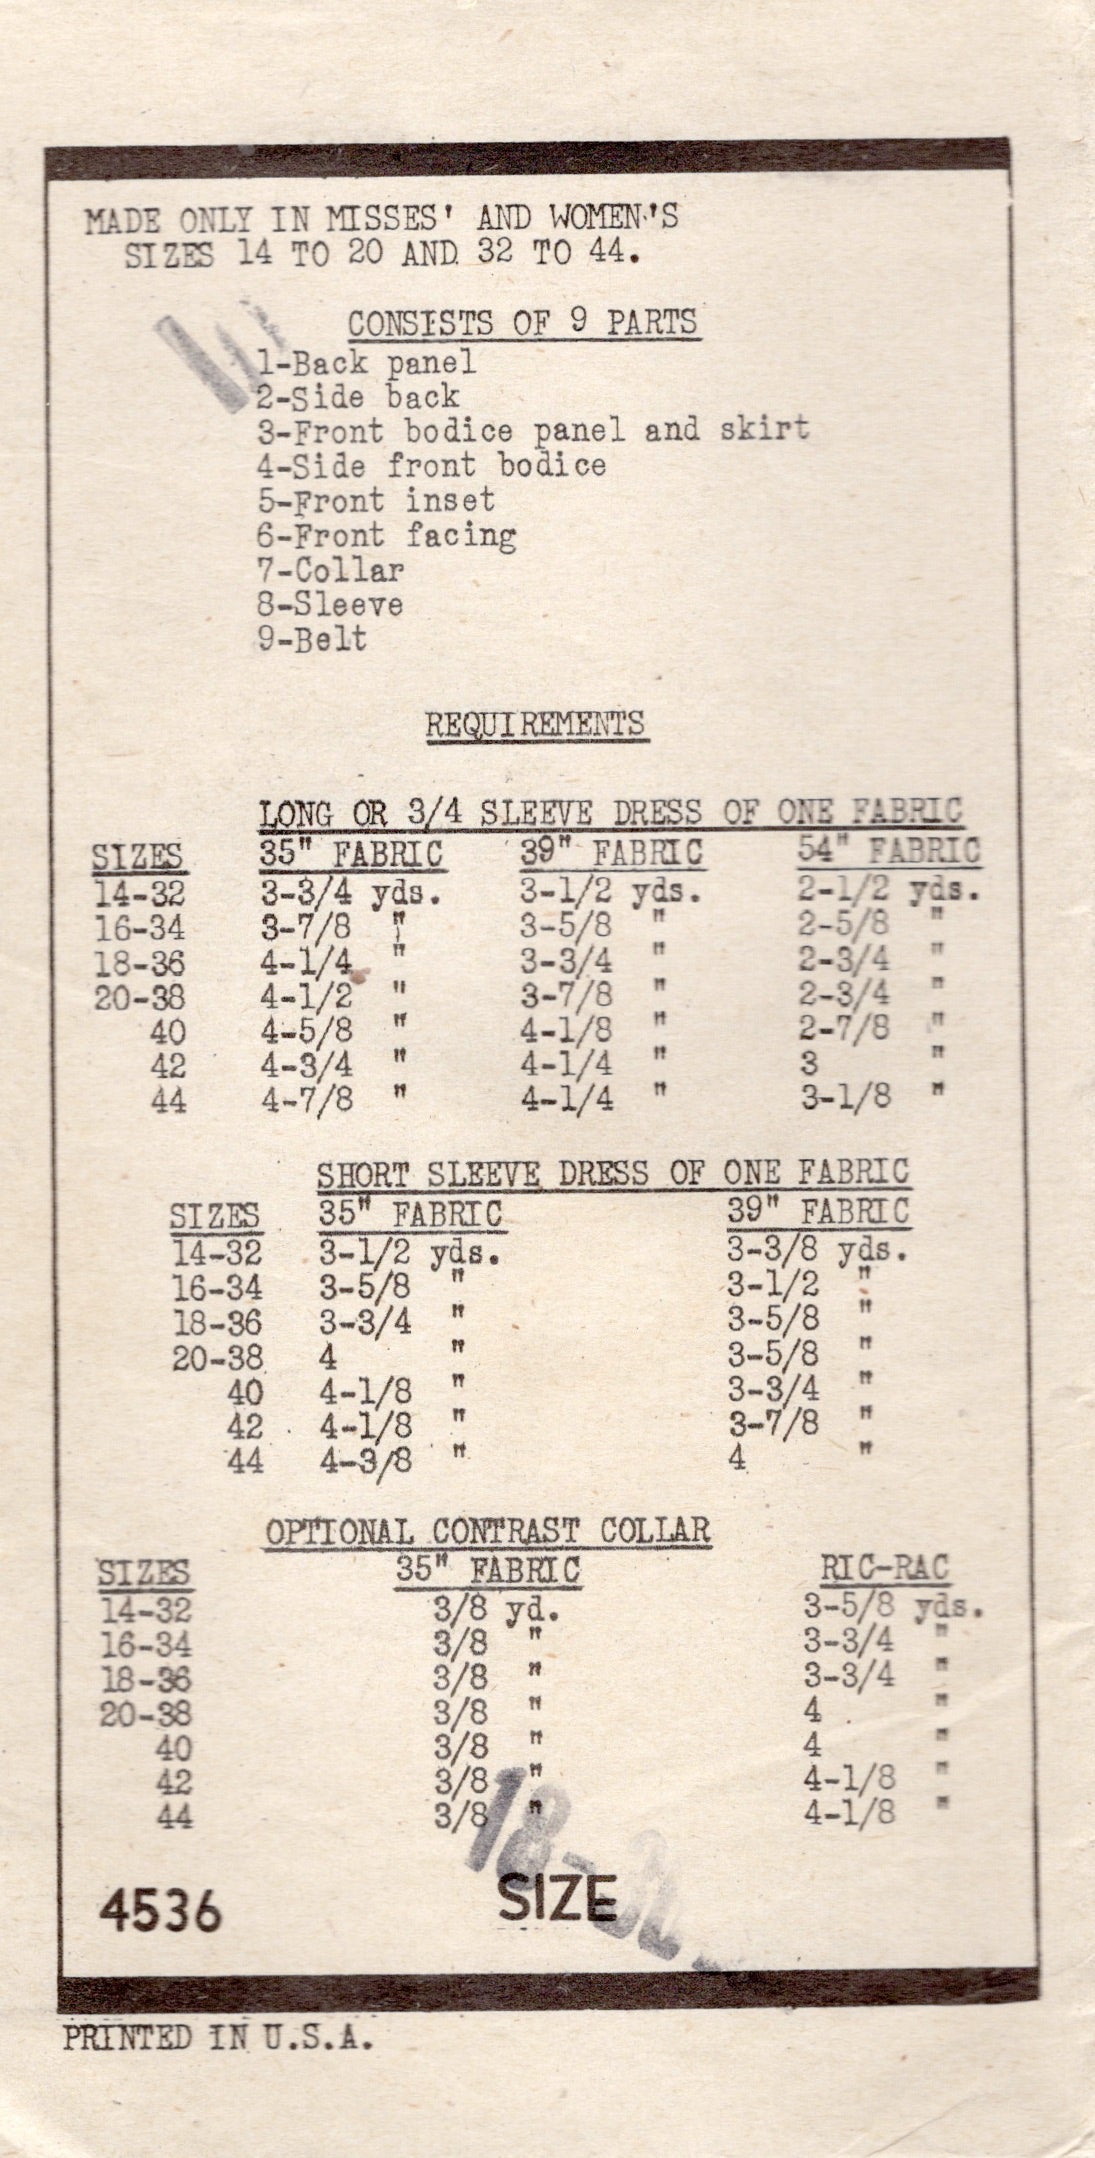 MADE ONLY IN MISSES' AND WOMEN'S
SIZES 14 TO 20 AND 32 TO 44.
CONSISTS OF 9 PARTS
1-Back panel
2-Side back
3-Front bodice panel and skirt
4-Side front bodice
5-Front inset
6-Front facing
7-Collar
8-Sleeve
9-Belt
REQUIREMENTS
LONG OR 3/4 SLEEVE DRESS OF ONE FABRIC
SIZES 35" FABRIC 39" FABRIC 54" FABRIC
14-32 3-3/4 yds. 3-1/2 yds. 2-1/2 yds.
16-34 3-7/8 " 3-5/8 " 2-5/8 "
18-36 4-1/4 " 3-3/4 " 2-3/4 "
20-38 4-1/2 " 3-7/8 " 2-3/4 "
40 4-5/8 " 4-1/8 " 2-7/8 "
42 4-3/4 " 4-1/4 " 3 "
44 4-7/8 " 4-1/4 " 3-1/8 "
SHORT SLEEVE DRESS OF ONE FABRIC
SIZES 35" FABRIC 39" FABRIC
14-32 3-1/2 yds. 3-3/8 yds.
16-34 3-5/8 " 3-1/2 "
18-36 3-3/4 " 3-5/8 "
20-38 4 " 3-5/8 "
40 4-1/8 " 3-3/4 "
42 4-1/8 " 3-7/8 "
44 4-3/8 " 4 "
OPTIONAL CONTRAST COLLAR
SIZES 35" FABRIC RIC-RAC
14-32 3/8 yd. 3-5/8 yds.
16-34 3/8 " 3-3/4 "
18-36 3/8 " 3-3/4 "
20-38 3/8 " 4 "
40 3/8 " 4 "
42 3/8 " 4-1/8 "
44 3/8 " 4-1/8 "
18-
4536 SIZE
PRINTED IN U.S.A.